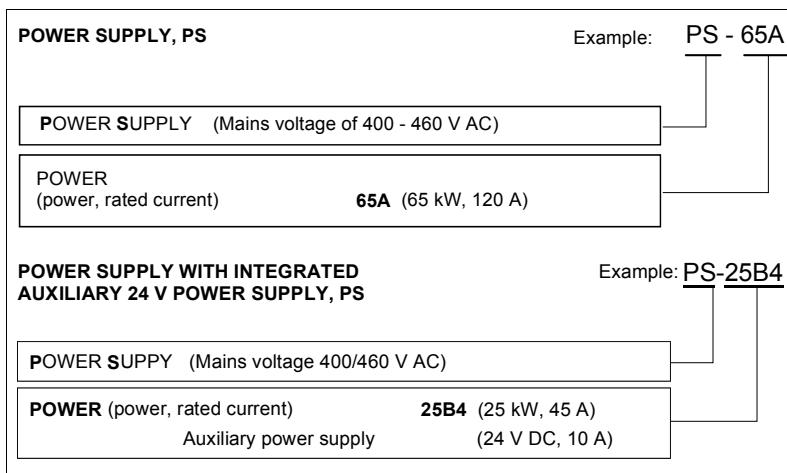 POWER SUPPLY, PS
Example: PS - 65A
POWER SUPPLY (Mains voltage of 400 - 460 V AC)
POWER
(power, rated current) 65A (65 kW, 120 A)
POWER SUPPLY WITH INTEGRATED
AUXILIARY 24 V POWER SUPPLY, PS
Example: PS-25B4
POWER SUPPY (Mains voltage 400/460 V AC)
POWER (power, rated current) 25B4 (25 kW, 45 A)
Auxiliary power supply (24 V DC, 10 A)